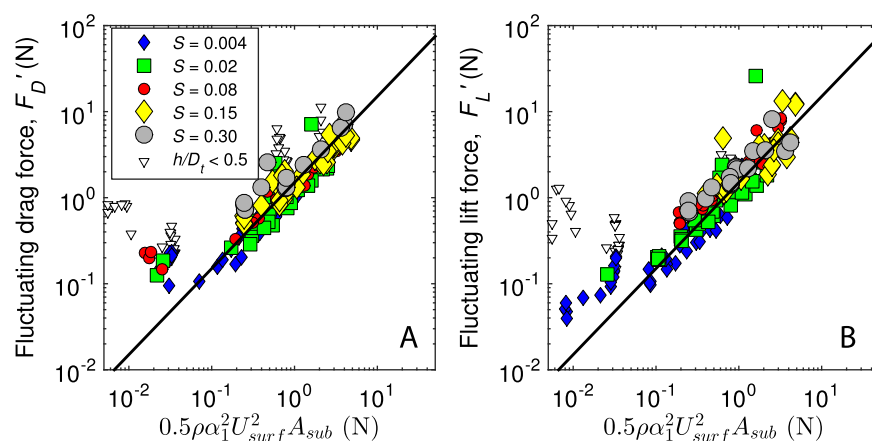 10^2
10^1
10^0
10^-1
10^-2
Fluctuating drag force, F_D' (N)
S = 0.004
S = 0.02
S = 0.08
S = 0.15
S = 0.30
h/D_t < 0.5
A
10^-2 10^-1 10^0 10^1
0.5ρα_1^2U_surf^2A_sub (N)
10^2
10^1
10^0
10^-1
10^-2
Fluctuating lift force, F_L' (N)
B
10^-2 10^-1 10^0 10^1
0.5ρα_1^2U_surf^2A_sub (N)